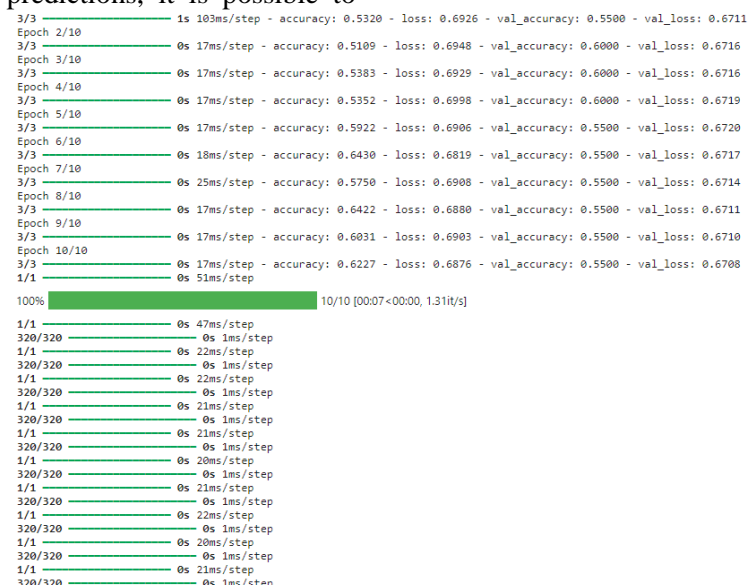 predictions, it is possible to
3/3 1s 103ms/step - accuracy: 0.5320 - loss: 0.6926 - val_accuracy: 0.5500 - val_loss: 0.6711
Epoch 2/10
3/3 0s 17ms/step - accuracy: 0.5109 - loss: 0.6948 - val_accuracy: 0.6000 - val_loss: 0.6716
Epoch 3/10
3/3 0s 17ms/step - accuracy: 0.5383 - loss: 0.6929 - val_accuracy: 0.6000 - val_loss: 0.6716
Epoch 4/10
3/3 0s 17ms/step - accuracy: 0.5352 - loss: 0.6998 - val_accuracy: 0.6000 - val_loss: 0.6719
Epoch 5/10
3/3 0s 17ms/step - accuracy: 0.5922 - loss: 0.6906 - val_accuracy: 0.5500 - val_loss: 0.6720
Epoch 6/10
3/3 0s 18ms/step - accuracy: 0.6430 - loss: 0.6819 - val_accuracy: 0.5500 - val_loss: 0.6717
Epoch 7/10
3/3 0s 25ms/step - accuracy: 0.5750 - loss: 0.6908 - val_accuracy: 0.5500 - val_loss: 0.6714
Epoch 8/10
3/3 0s 17ms/step - accuracy: 0.6422 - loss: 0.6880 - val_accuracy: 0.5500 - val_loss: 0.6711
Epoch 9/10
3/3 0s 17ms/step - accuracy: 0.6031 - loss: 0.6903 - val_accuracy: 0.5500 - val_loss: 0.6710
Epoch 10/10
3/3 0s 17ms/step - accuracy: 0.6227 - loss: 0.6876 - val_accuracy: 0.5500 - val_loss: 0.6708
1/1 0s 51ms/step
100% 10/10 [00:07<00:00, 1.31it/s]
1/1 0s 47ms/step
320/320 0s 1ms/step
1/1 0s 22ms/step
320/320 0s 1ms/step
1/1 0s 22ms/step
320/320 0s 1ms/step
1/1 0s 21ms/step
320/320 0s 1ms/step
1/1 0s 21ms/step
320/320 0s 1ms/step
1/1 0s 20ms/step
320/320 0s 1ms/step
1/1 0s 21ms/step
320/320 0s 1ms/step
1/1 0s 22ms/step
320/320 0s 1ms/step
1/1 0s 20ms/step
320/320 0s 1ms/step
1/1 0s 21ms/step
320/320 0s 1ms/step